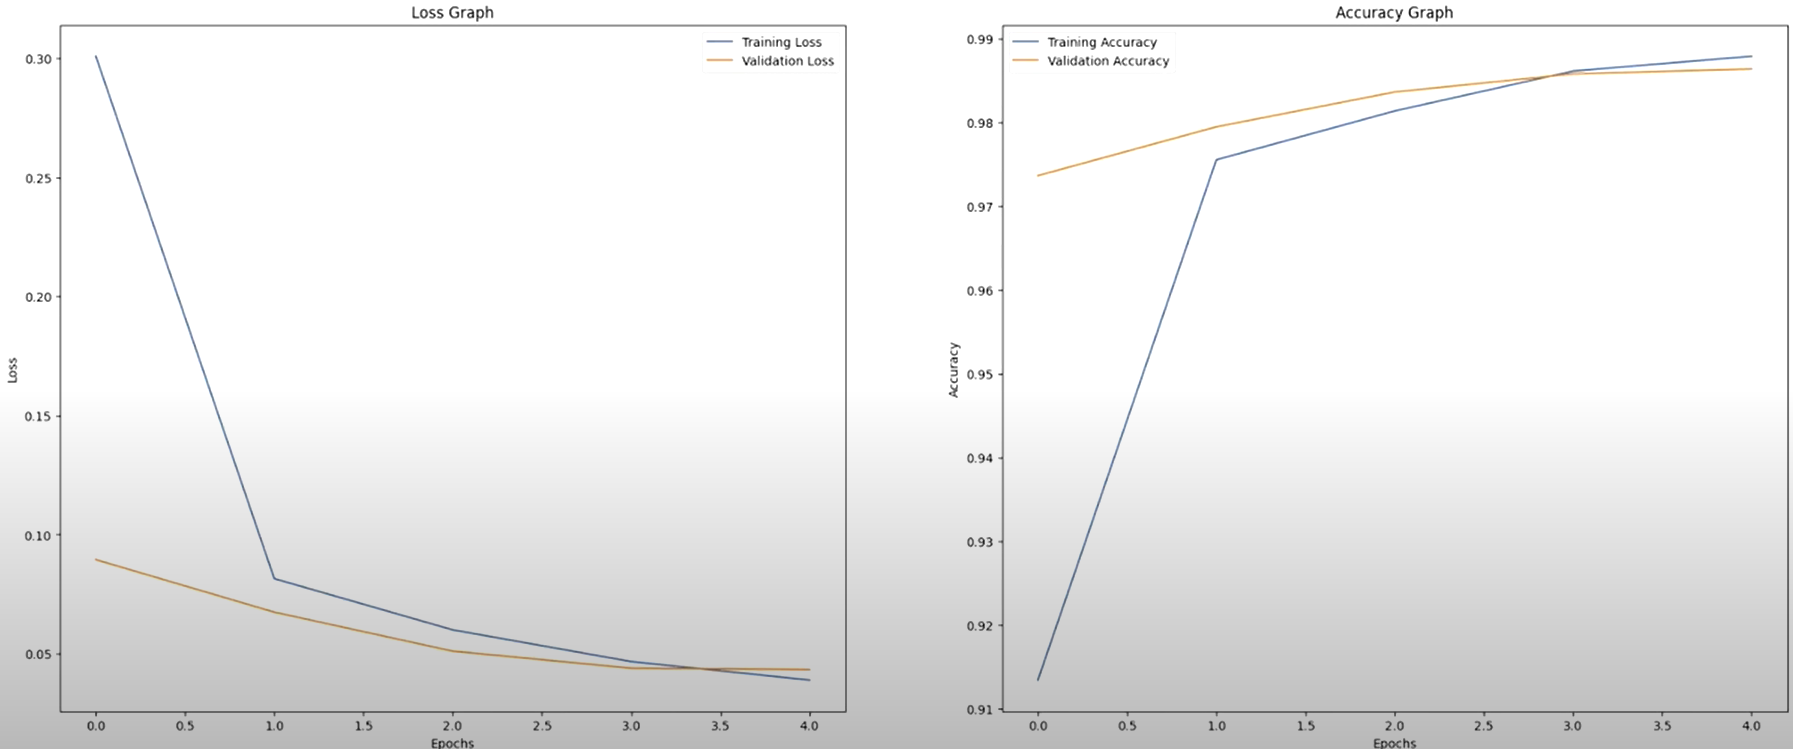 Loss Graph
Training Loss
Validation Loss
0.30
0.25
0.20
0.15
0.10
0.05
Loss
0.0 0.5 1.0 1.5 2.0 2.5 3.0 3.5 4.0
Epochs
Accuracy Graph
Training Accuracy
Validation Accuracy
0.99
0.98
0.97
0.96
0.95
0.94
0.93
0.92
0.91
Accuracy
0.0 0.5 1.0 1.5 2.0 2.5 3.0 3.5 4.0
Epochs